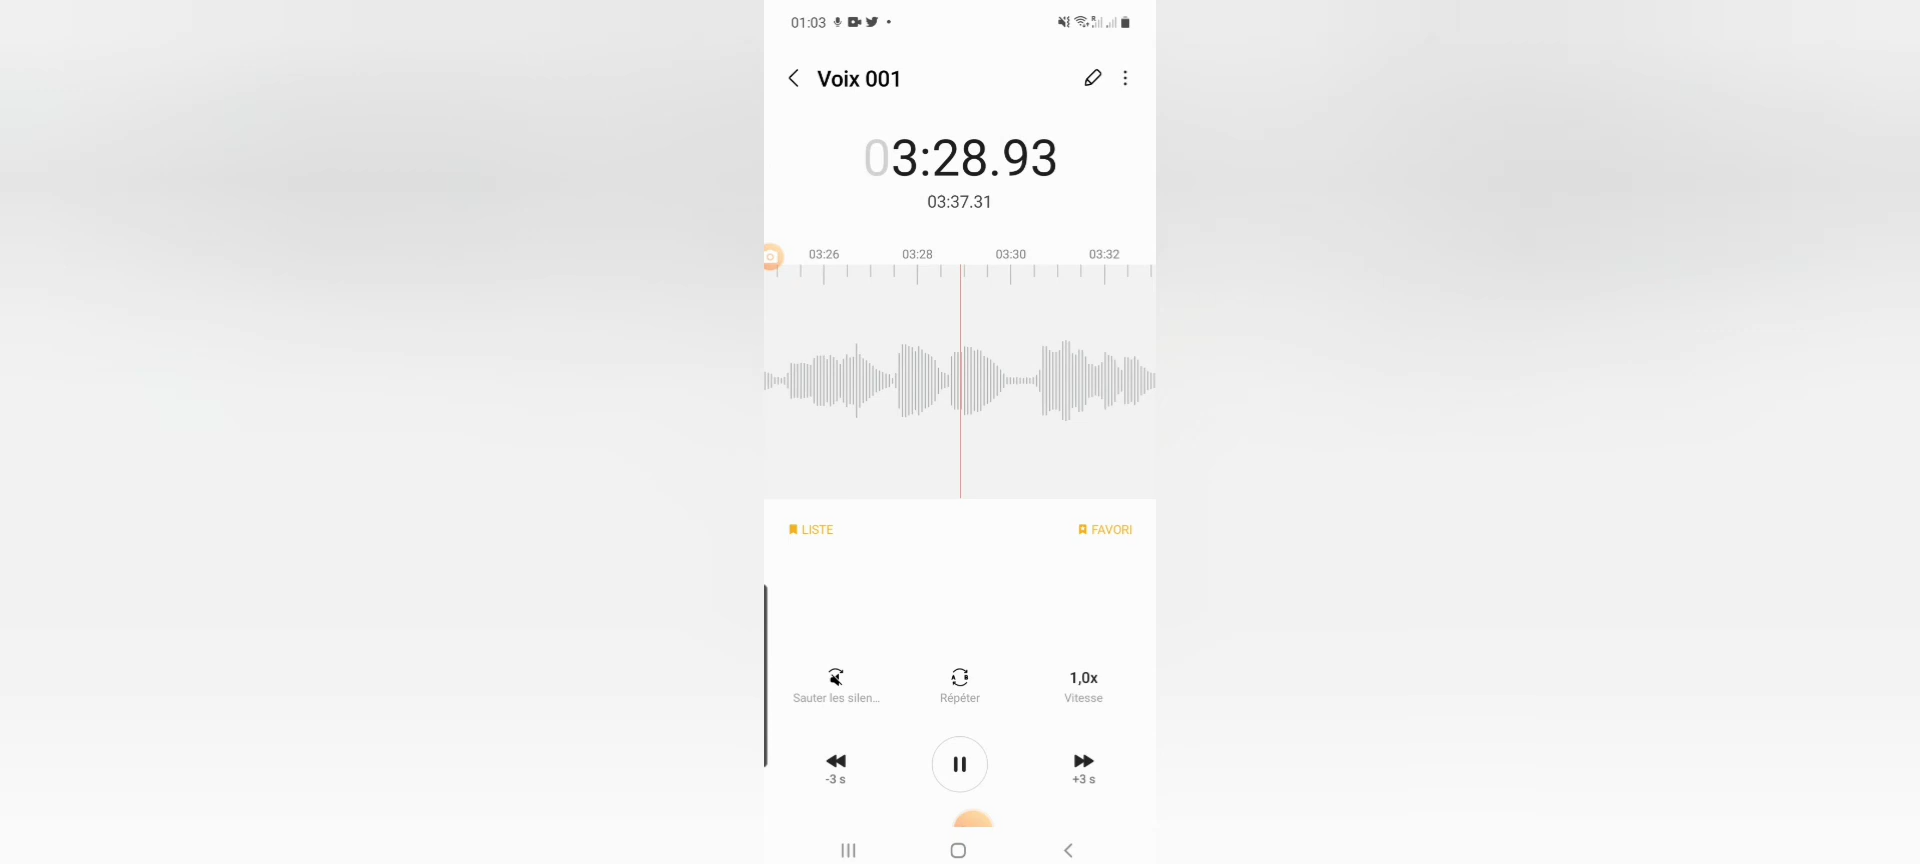 01:03
Voix 001
03:28.93
03:37.31
03:26 03:28 03:30 03:32
LISTE FAVORI
1,0x
Sauter les silen... Répéter Vitesse
-3 s +3 s